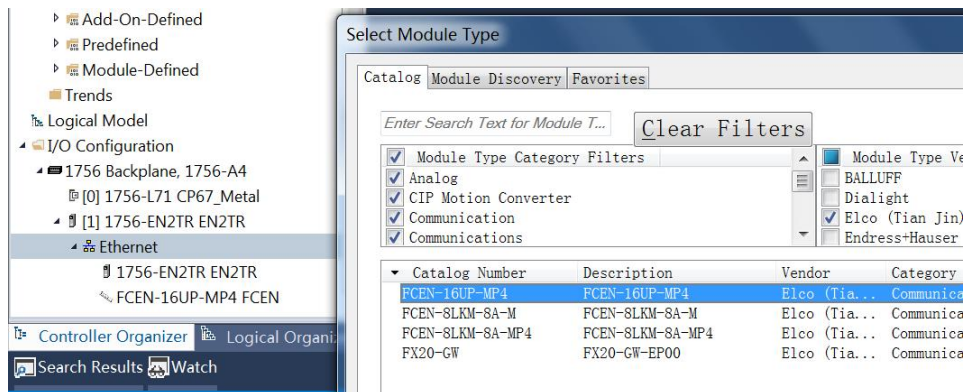 Add-On-Defined
Predefined
Module-Defined
Trends
Logical Model
I/O Configuration
1756 Backplane, 1756-A4
[0] 1756-L71 CP67_Metal
[1] 1756-EN2TR EN2TR
Ethernet
1756-EN2TR EN2TR
FCEN-16UP-MP4 FCEN
Controller Organizer Logical Organi
Search Results Watch
Select Module Type
Catalog Module Discovery Favorites
Enter Search Text for Module T... Clear Filters
Module Type Category Filters Module Type Ve
Analog BALLUFF
CIP Motion Converter Dialight
Communication Elco (Tian Jin)
Communications Endress+Hauser
Catalog Number Description Vendor Category
FCEN-16UP-MP4 FCEN-16UP-MP4 Elco (Tia... Communica
FCEN-8LKM-8A-M FCEN-8LKM-8A-M Elco (Tia... Communica
FCEN-8LKM-8A-MP4 FCEN-8LKM-8A-MP4 Elco (Tia... Communica
FX20-GW FX20-GW-EP00 Elco (Tia... Communica